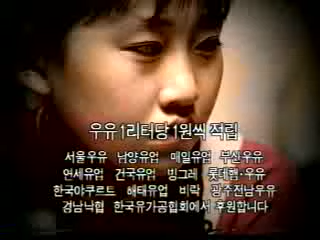 우유 1리터당 1원씩 적립
서울우유 남양유업 매일유업 부산우유
연세유업 건국유업 빙그레 롯데햄·우유
한국야쿠르트 해태유업 비락 광주전남우유
경남낙협 한국유가공협회에서 후원합니다